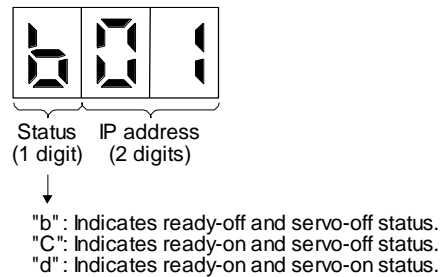 b01
Status IP address
(1 digit) (2 digits)
"b" : Indicates ready-off and servo-off status.
"C": Indicates ready-on and servo-off status.
"d" : Indicates ready-on and servo-on status.